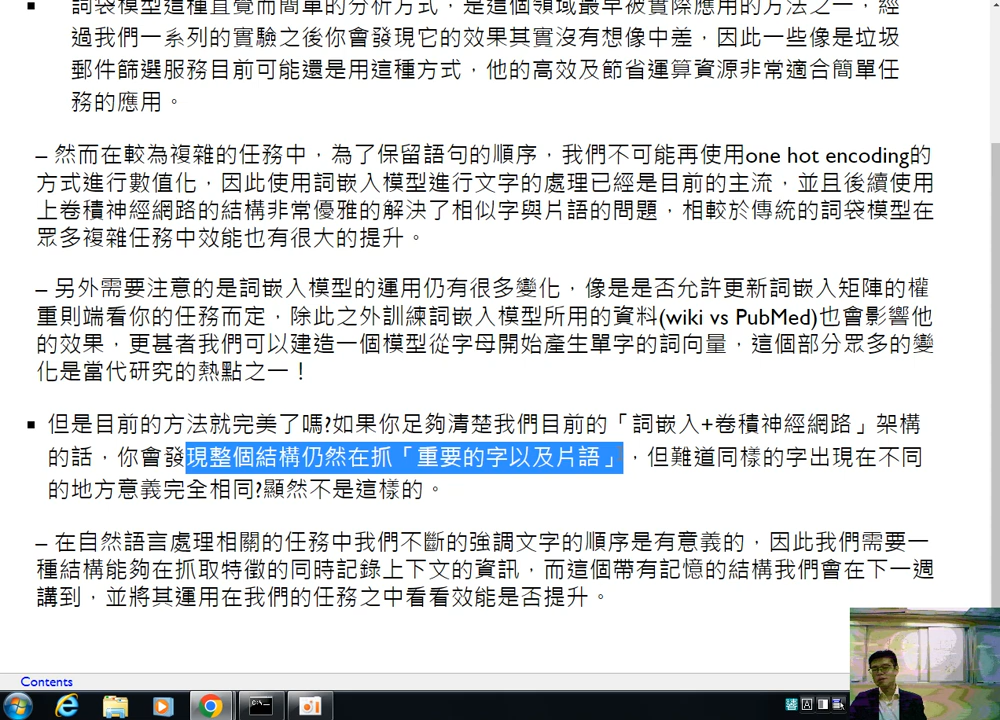 ▪ 詞袋模型這種直覺而簡單的分析方式，是這個領域最早被實際應用的方法之一，經
過我們一系列的實驗之後你會發現它的效果其實沒有想像中差，因此一些像是垃圾
郵件篩選服務目前可能還是用這種方式，他的高效及節省運算資源非常適合簡單任
務的應用。
– 然而在較為複雜的任務中，為了保留語句的順序，我們不可能再使用one hot encoding的
方式進行數值化，因此使用詞嵌入模型進行文字的處理已經是目前的主流，並且後續使用
上卷積神經網路的結構非常優雅的解決了相似字與片語的問題，相較於傳統的詞袋模型在
眾多複雜任務中效能也有很大的提升。
– 另外需要注意的是詞嵌入模型的運用仍有很多變化，像是是否允許更新詞嵌入矩陣的權
重則端看你的任務而定，除此之外訓練詞嵌入模型所用的資料(wiki vs PubMed)也會影響他
的效果，更甚者我們可以建造一個模型從字母開始產生單字的詞向量，這個部分眾多的變
化是當代研究的熱點之一！
▪ 但是目前的方法就完美了嗎?如果你足夠清楚我們目前的「詞嵌入+卷積神經網路」架構
的話，你會發現整個結構仍然在抓「重要的字以及片語」，但難道同樣的字出現在不同
的地方意義完全相同?顯然不是這樣的。
– 在自然語言處理相關的任務中我們不斷的強調文字的順序是有意義的，因此我們需要一
種結構能夠在抓取特徵的同時記錄上下文的資訊，而這個帶有記憶的結構我們會在下一週
講到，並將其運用在我們的任務之中看看效能是否提升。
Contents